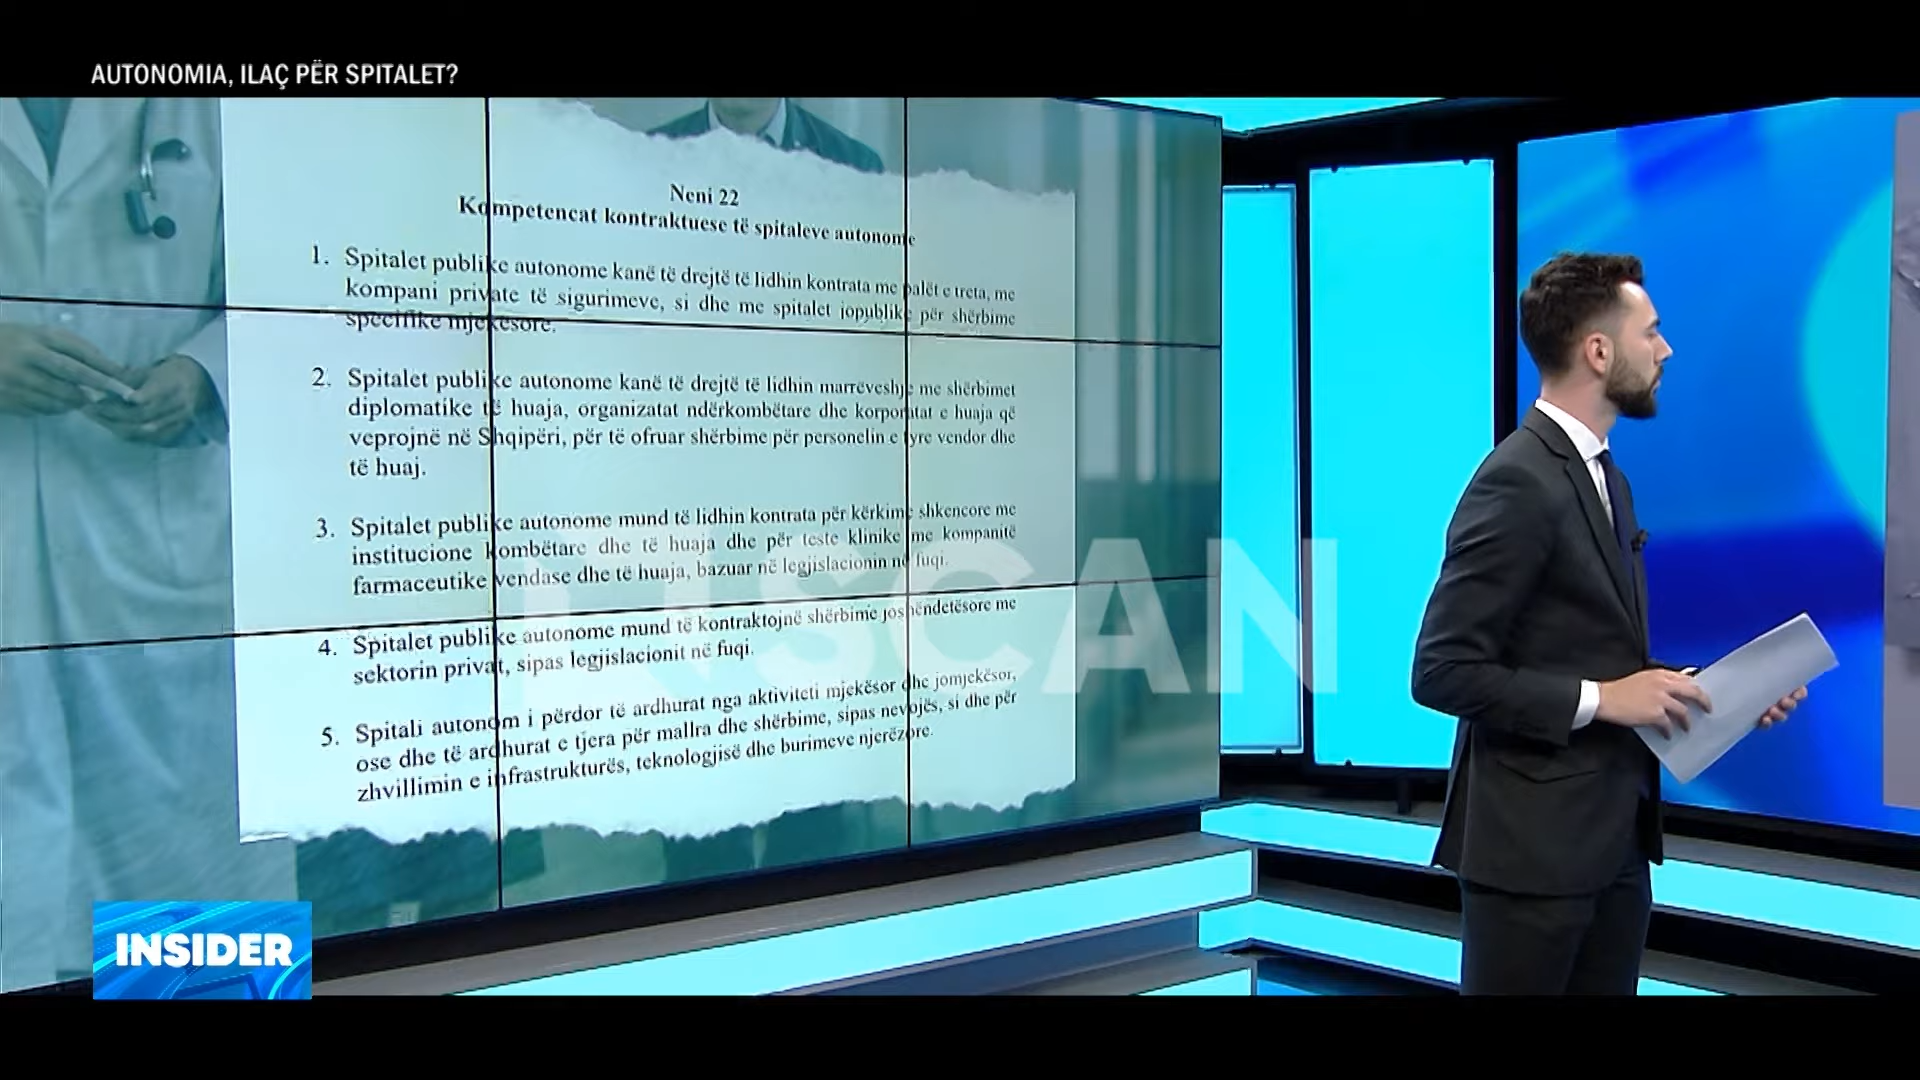 AUTONOMIA, ILAÇ PËR SPITALET?
Neni 22
Kompetencat kontraktuese të spitaleve autonome
1. Spitalet publike autonome kanë të drejtë të lidhin kontrata me palët e treta, me
kompani private të sigurimeve, si dhe me spitalet jopublike për shërbime
specifike mjekësore.
2. Spitalet publike autonome kanë të drejtë të lidhin marrëveshje me shërbimet
diplomatike të huaja, organizatat ndërkombëtare dhe korporatat e huaja që
veprojnë në Shqipëri, për të ofruar shërbime për personelin e tyre vendor dhe
të huaj.
3. Spitalet publike autonome mund të lidhin kontrata për kërkime shkencore me
institucione kombëtare dhe të huaja dhe për teste klinike me kompanitë
farmaceutike vendase dhe të huaja, bazuar në legjislacionin në fuqi.
4. Spitalet publike autonome mund të kontraktojnë shërbime joshëndetësore me
sektorin privat, sipas legjislacionit në fuqi.
5. Spitali autonom i përdor të ardhurat nga aktiviteti mjekësor dhe jomjekësor,
ose dhe të ardhurat e tjera për mallra dhe shërbime, sipas nevojës, si dhe për
zhvillimin e infrastrukturës, teknologjisë dhe burimeve njerëzore.
SCAN
INSIDER